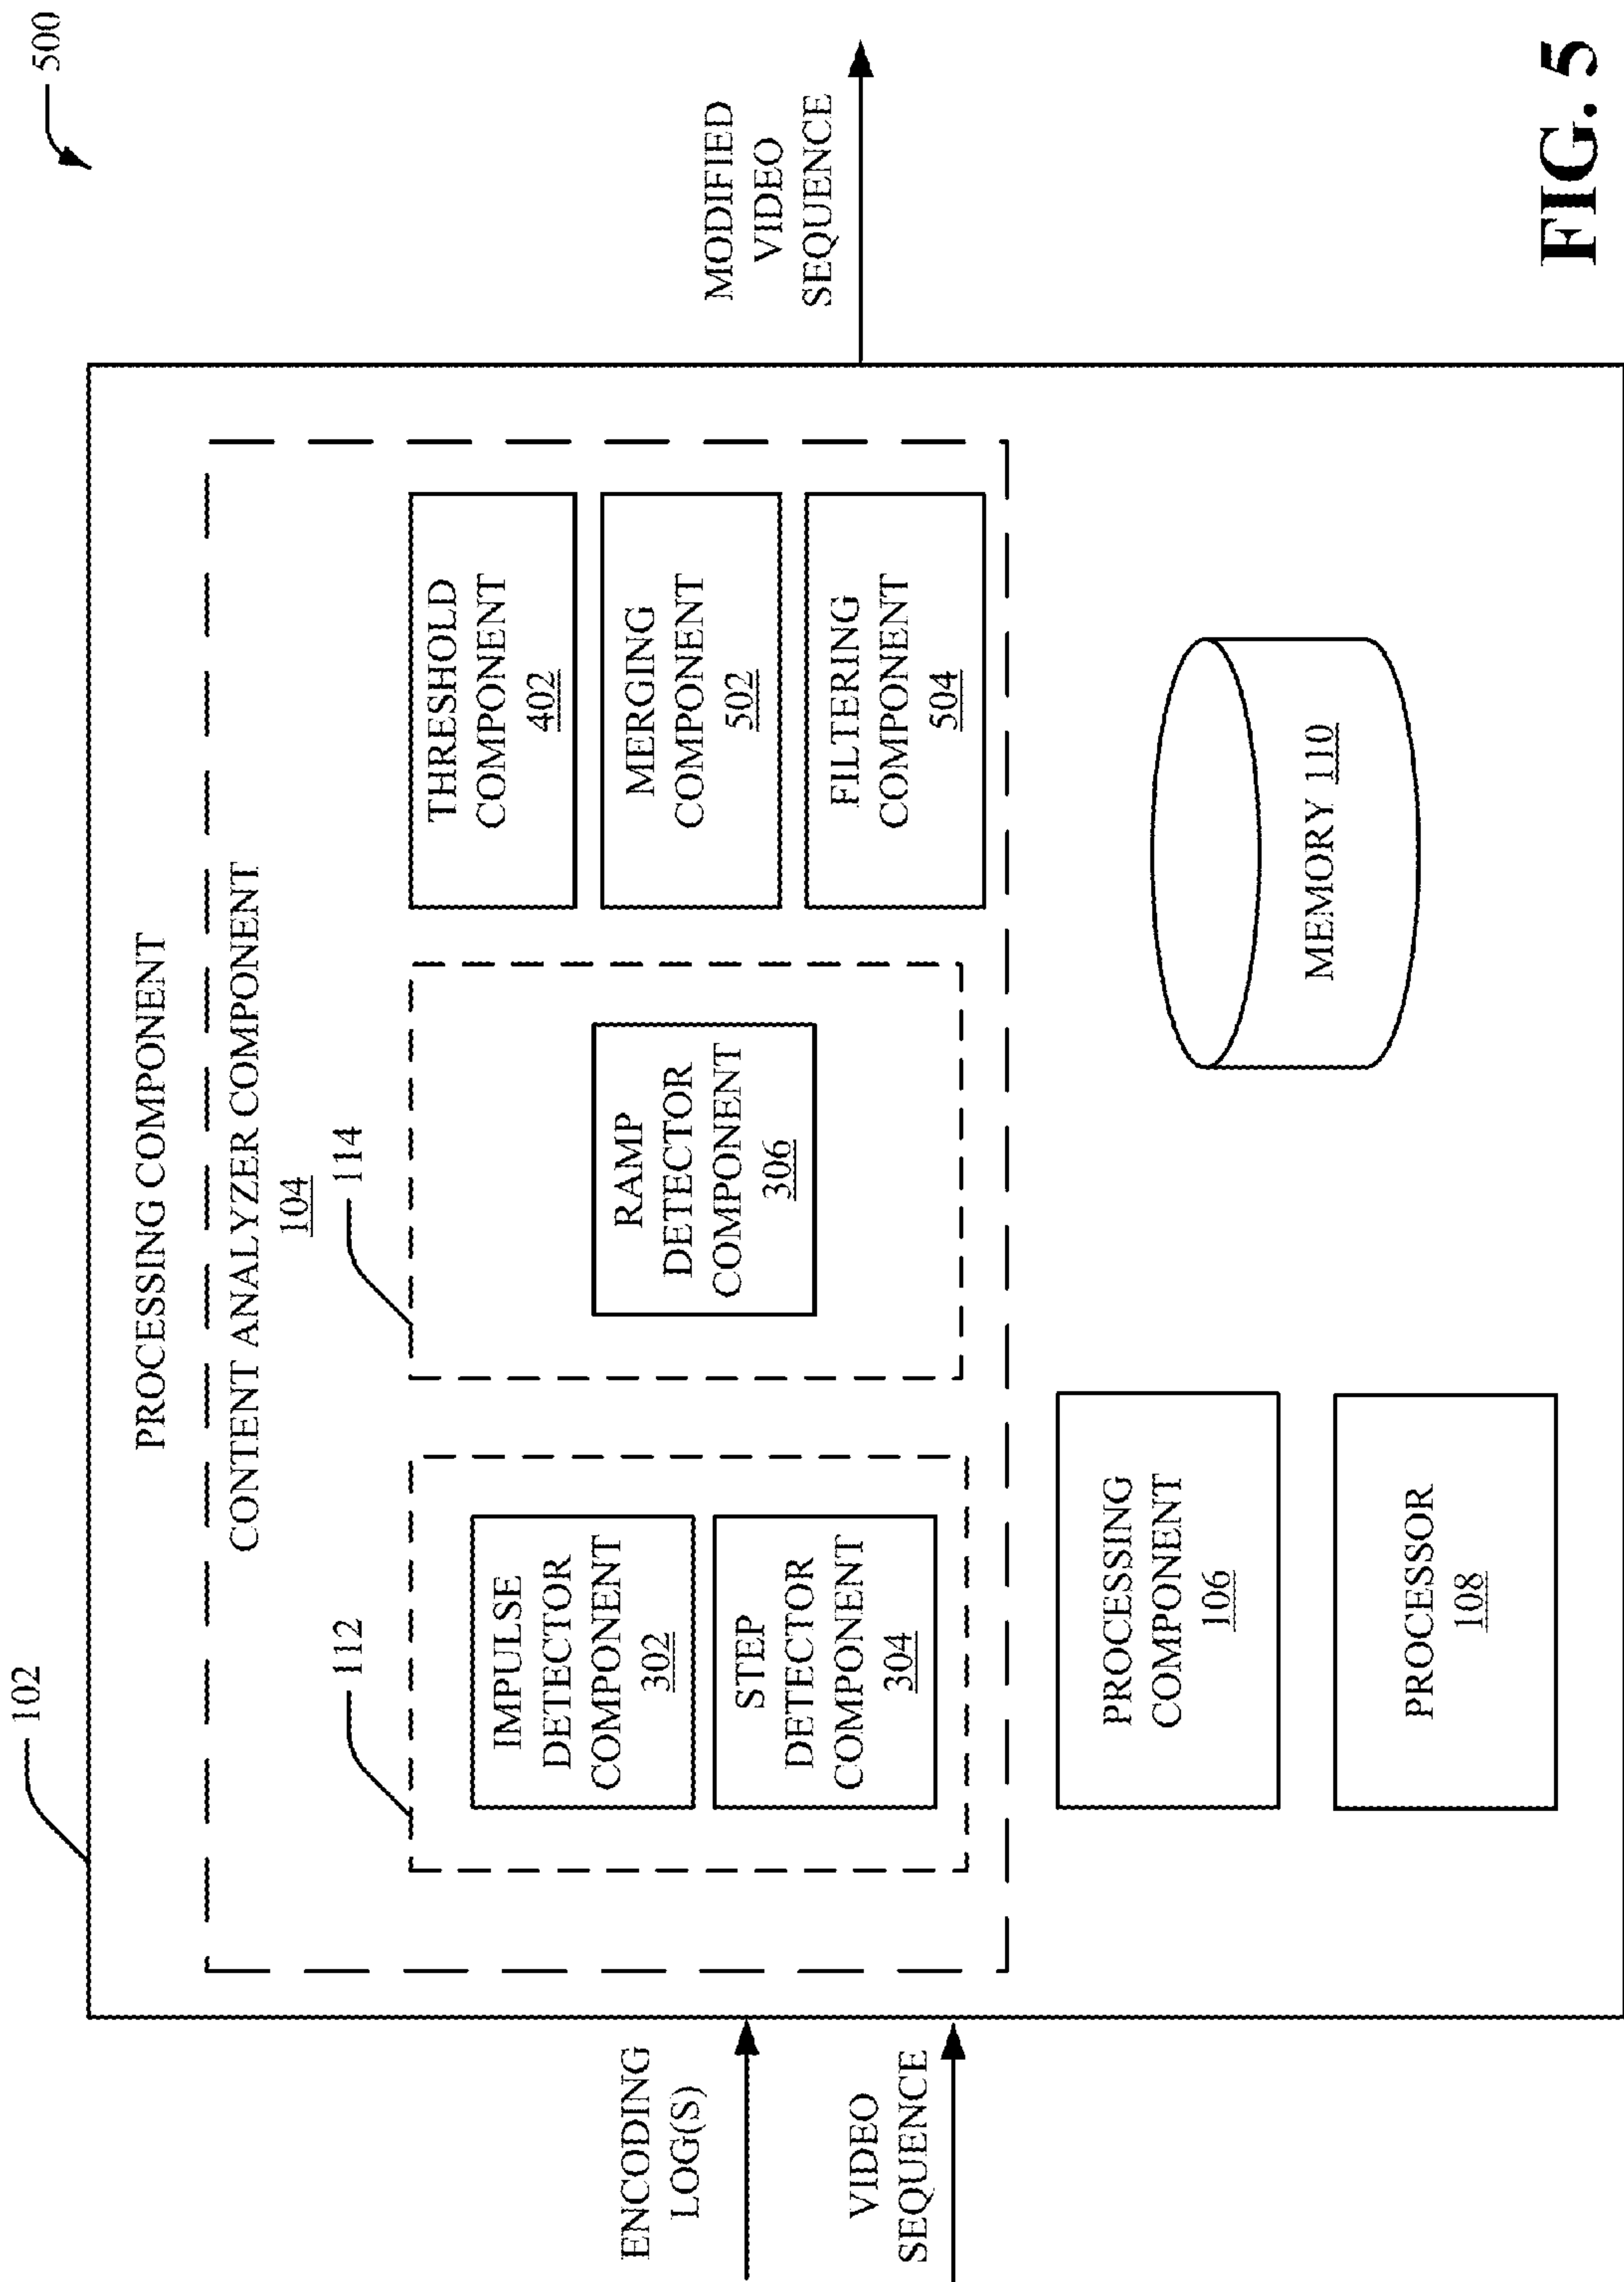 500
102
PROCESSING COMPONENT
CONTENT ANALYZER COMPONENT
104
112
114
IMPULSE
DETECTOR
COMPONENT
302
STEP
DETECTOR
COMPONENT
304
RAMP
DETECTOR
COMPONENT
306
THRESHOLD
COMPONENT
402
MERGING
COMPONENT
502
FILTERING
COMPONENT
504
ENCODING
LOG(S)
VIDEO
SEQUENCE
MODIFIED
VIDEO
SEQUENCE
PROCESSING
COMPONENT
106
PROCESSOR
108
MEMORY 110
FIG. 5